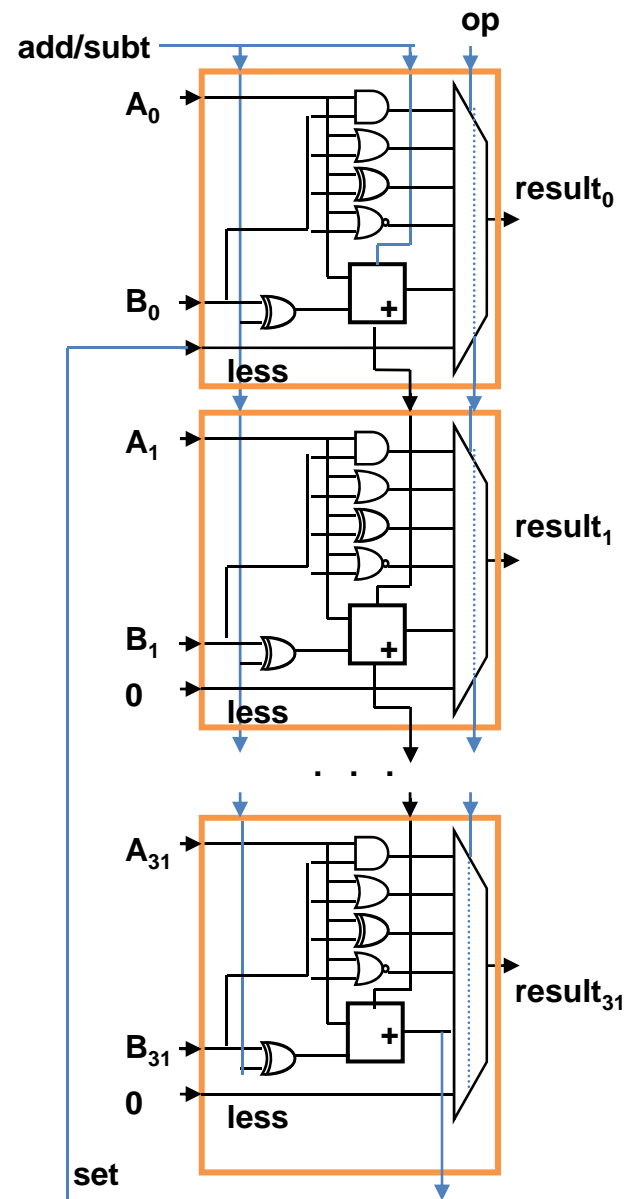 op
add/subt
A₀
result₀
+
B₀
less
A₁
result₁
+
B₁
0
less
. . .
A₃₁
result₃₁
+
B₃₁
0
less
set